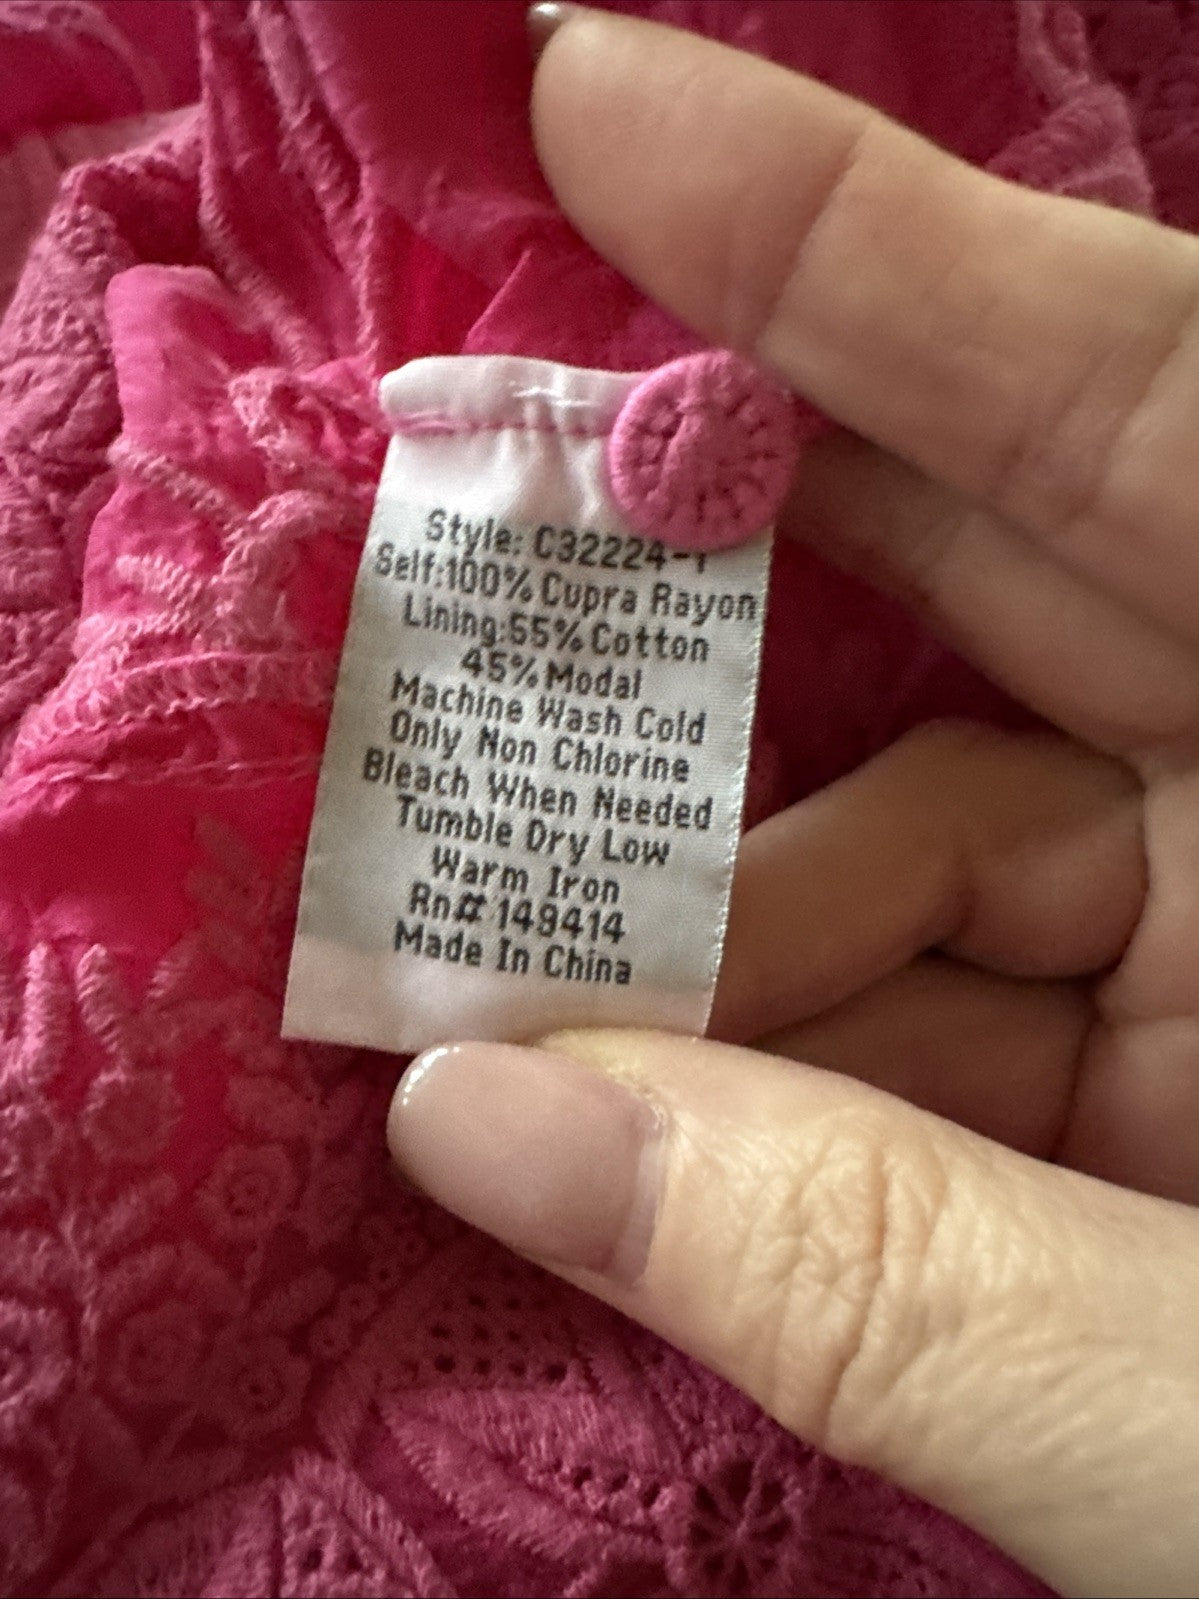 Style: C32224-1
Self:100% Cupra Rayon
Lining:55% Cotton
45% Modal
Machine Wash Cold
Only Non Chlorine
Bleach When Needed
Tumble Dry Low
Warm Iron
Rn# 149414
Made In China